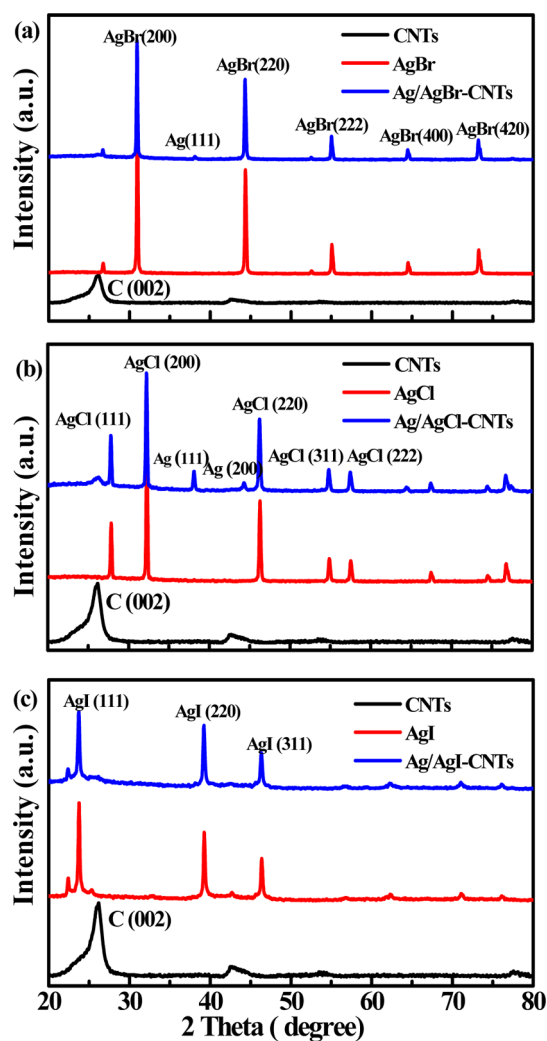 (a)
AgBr(200)
CNTs
AgBr
Ag/AgBr-CNTs
AgBr(220)
Ag(111)
AgBr(222)
AgBr(400)
AgBr(420)
C (002)
Intensity (a.u.)
(b)
AgCl (200)
CNTs
AgCl
Ag/AgCl-CNTs
AgCl (111)
AgCl (220)
Ag (111)
Ag (200)
AgCl (311)
AgCl (222)
C (002)
Intensity (a.u.)
(c)
AgI (111)
CNTs
AgI
Ag/AgI-CNTs
AgI (220)
AgI (311)
C (002)
Intensity (a.u.)
20 30 40 50 60 70 80
2 Theta ( degree)